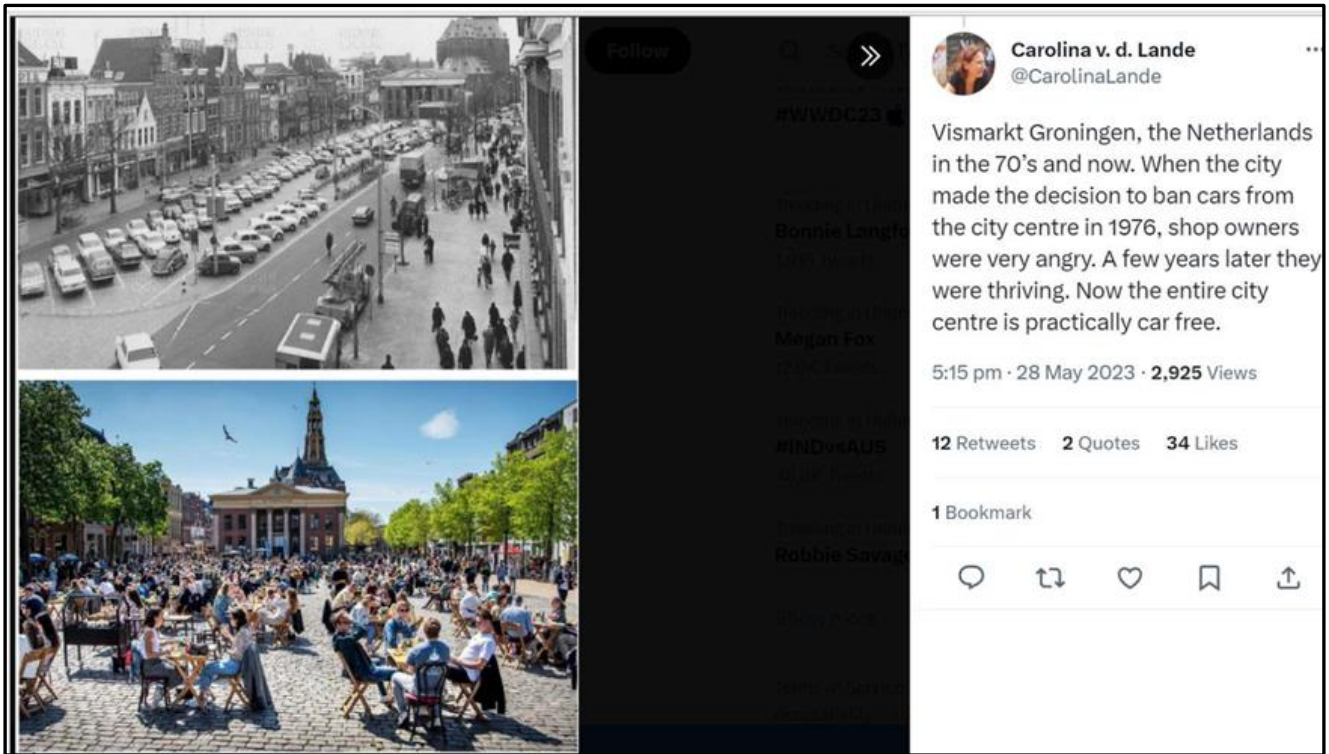 Follow
#WWDC23
Megan Fox
#INDvsAUS
Robbie Savage
Carolina v. d. Lande
@CarolinaLande
Vismarkt Groningen, the Netherlands
in the 70's and now. When the city
made the decision to ban cars from
the city centre in 1976, shop owners
were very angry. A few years later they
were thriving. Now the entire city
centre is practically car free.
5:15 pm · 28 May 2023 · 2,925 Views
12 Retweets 2 Quotes 34 Likes
1 Bookmark